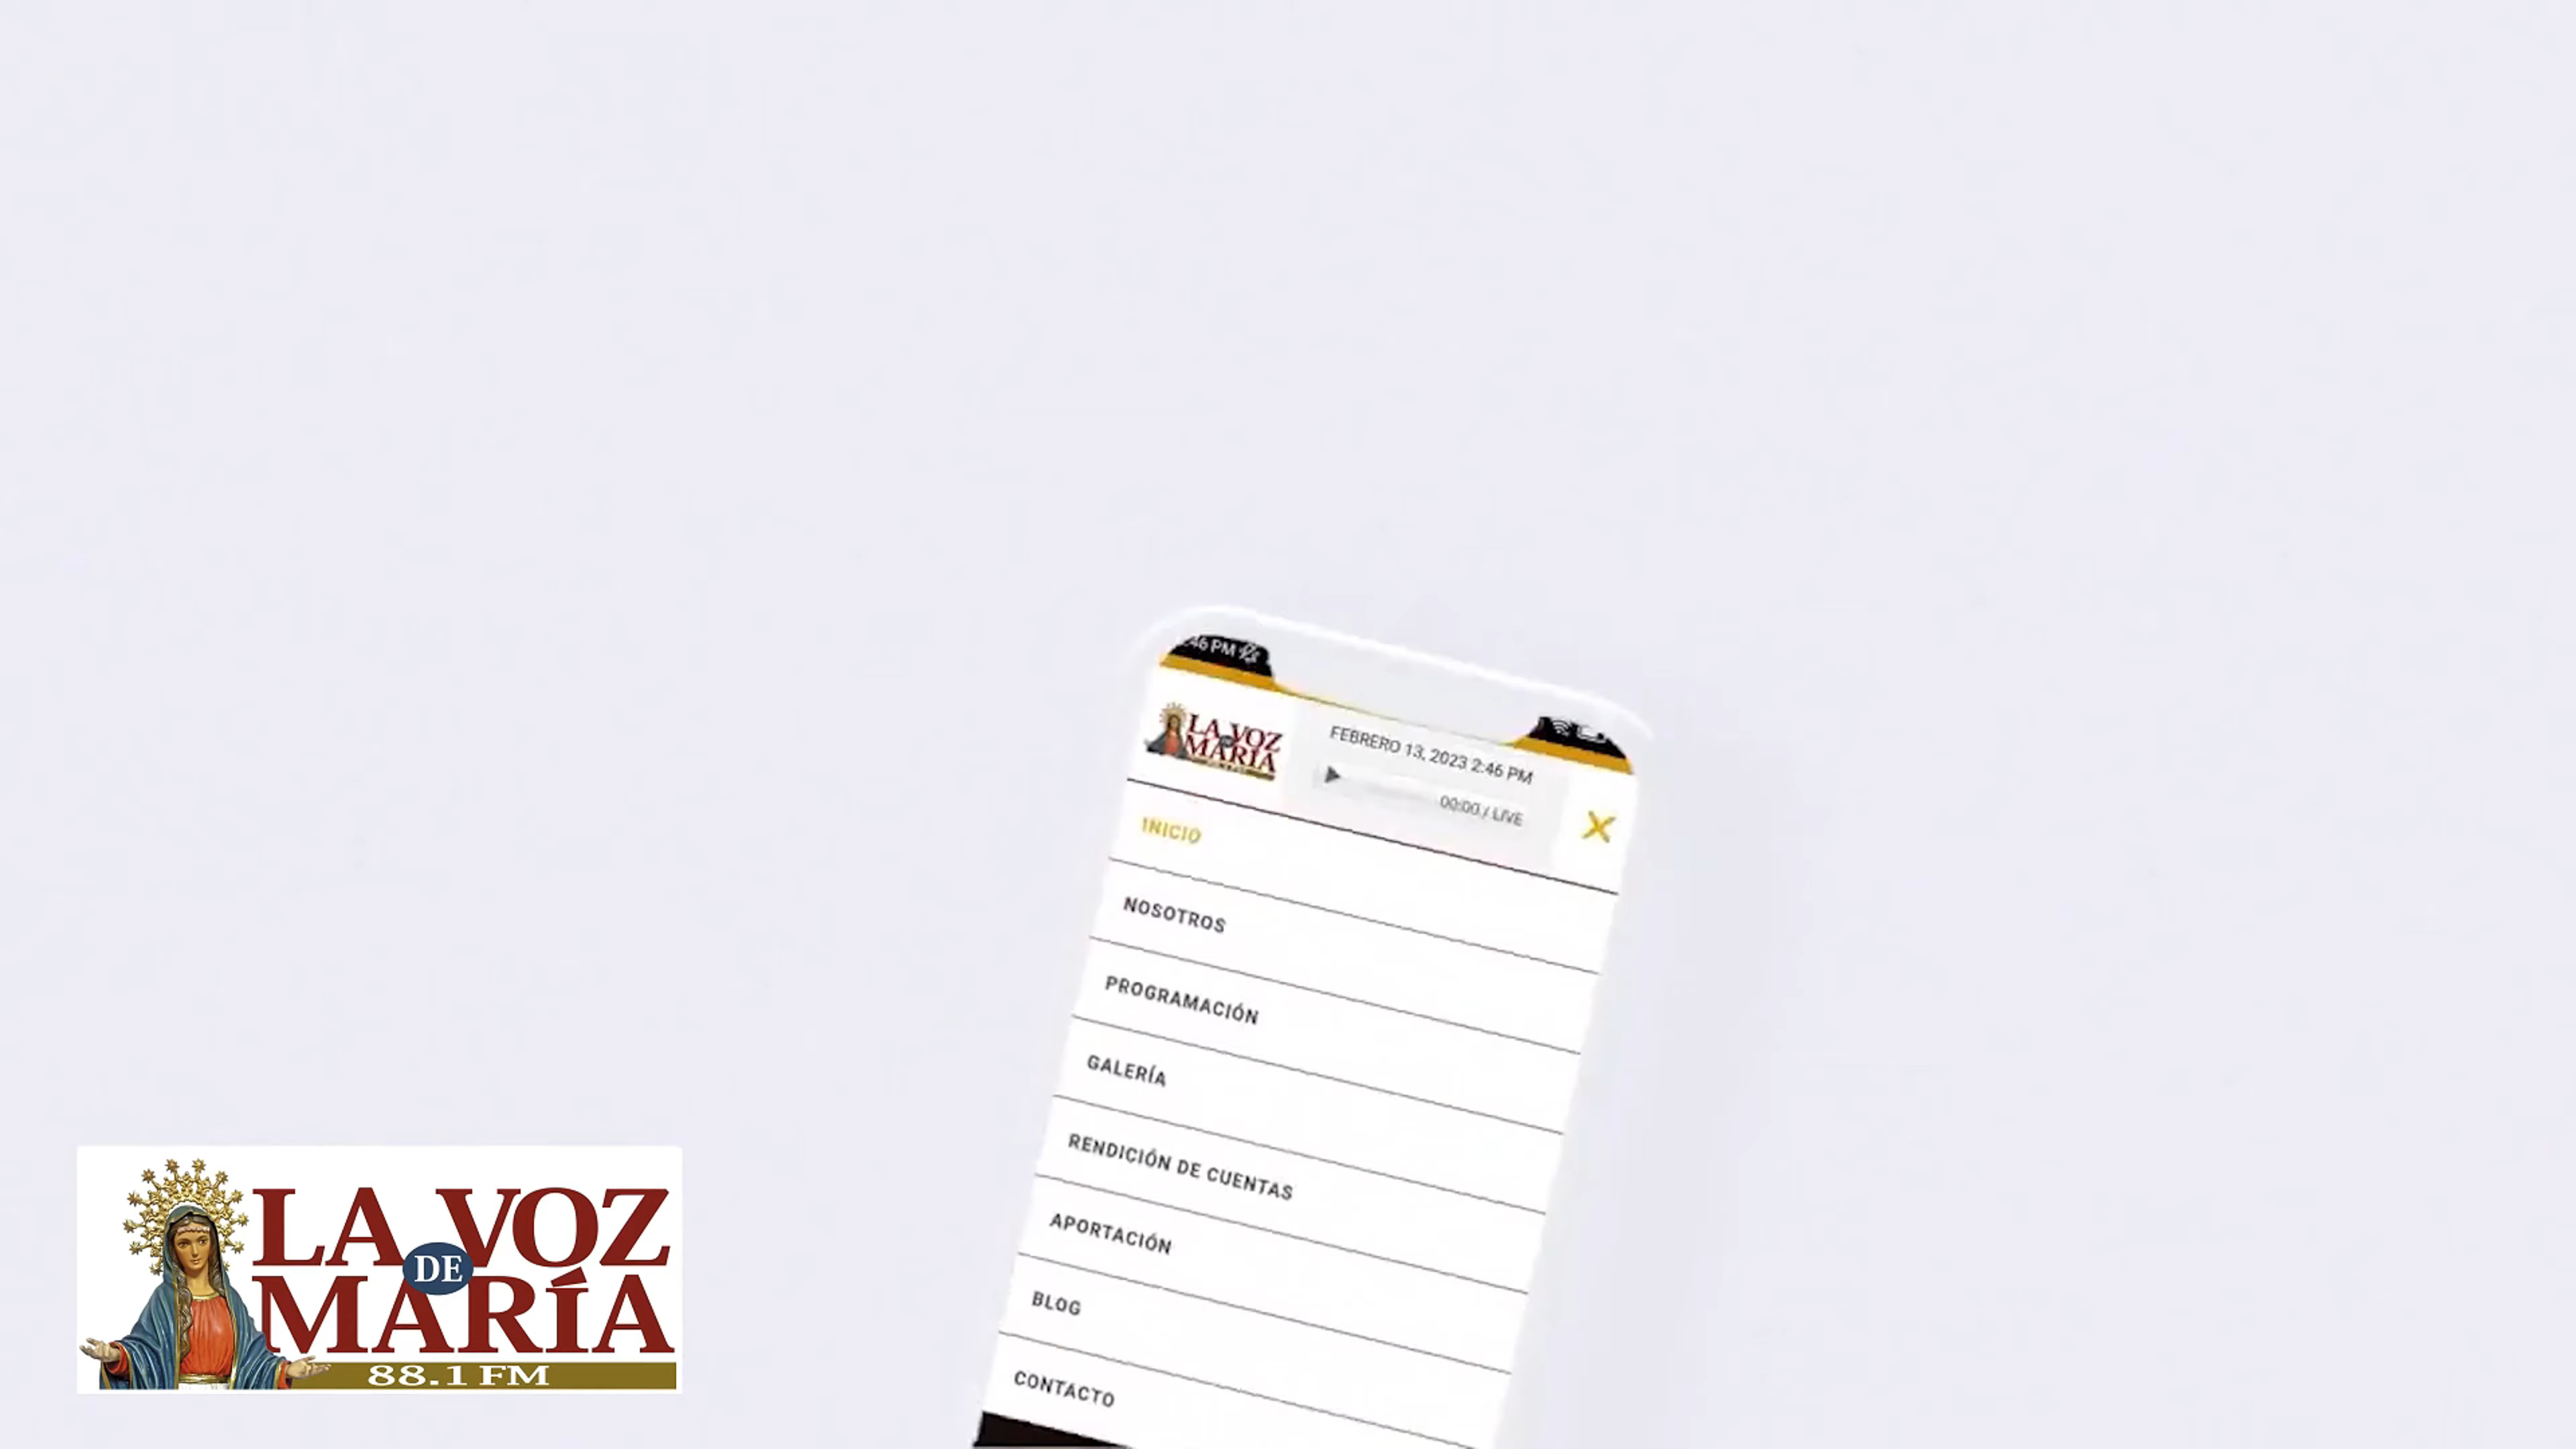 46 PM
LA VOZ
DE
MARÍA
FEBRERO 13, 2023 2:46 PM
00:00 / LIVE
INICIO
NOSOTROS
PROGRAMACIÓN
GALERÍA
RENDICIÓN DE CUENTAS
APORTACIÓN
BLOG
CONTACTO
LA VOZ
DE
MARÍA
88.1 FM